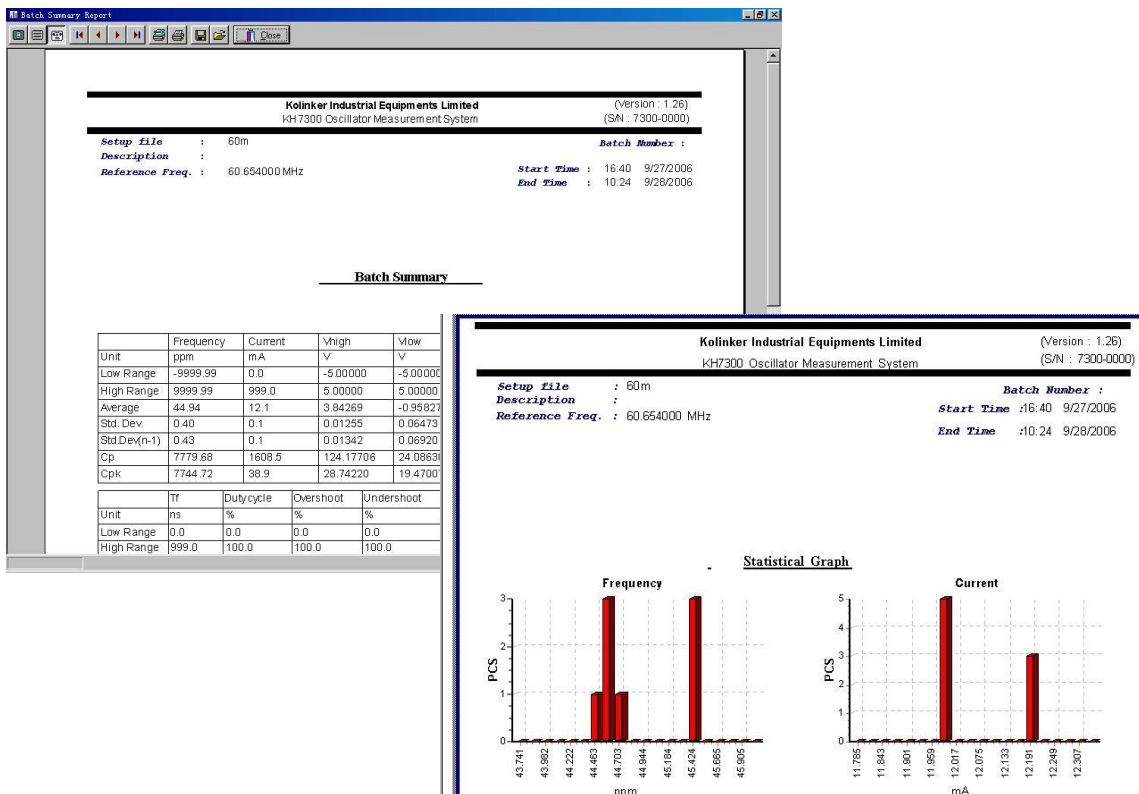 Batch Summary Report
Close
Kolinker Industrial Equipments Limited (Version : 1.26)
KH7300 Oscillator Measurement System (S/N : 7300-0000)
Setup file : 60m Batch Number :
Description :
Reference Freq. : 60.654000 MHz
Start Time : 16:40 9/27/2006
End Time : 10:24 9/28/2006
Batch Summary
Frequency Current Vhigh Vlow
Unit ppm mA V V
Low Range -9999.99 0.0 -5.00000 -5.00000
High Range 9999.99 999.0 5.00000 5.00000
Average 44.94 12.1 3.84269 -0.95827
Std. Dev. 0.40 0.1 0.01255 0.06473
Std.Dev(n-1) 0.43 0.1 0.01342 0.06920
Cp 7779.68 1608.5 124.17706 24.0863
Cpk 7744.72 38.9 28.74220 19.4700
Tf Duty cycle Overshoot Undershoot
Unit ns % % %
Low Range 0.0 0.0 0.0 0.0
High Range 999.0 100.0 100.0 100.0
Kolinker Industrial Equipments Limited (Version : 1.26)
KH7300 Oscillator Measurement System (S/N : 7300-0000)
Setup file : 60m Batch Number :
Description :
Reference Freq. : 60.654000 MHz
Start Time :16:40 9/27/2006
End Time :10:24 9/28/2006
Statistical Graph
Frequency
3
2
1
0
PCS
43.741 43.982 44.222 44.463 44.703 44.944 45.184 45.424 45.665 45.905
ppm
Current
5
4
3
2
1
0
PCS
11.785 11.843 11.901 11.959 12.017 12.075 12.133 12.191 12.249 12.307
mA